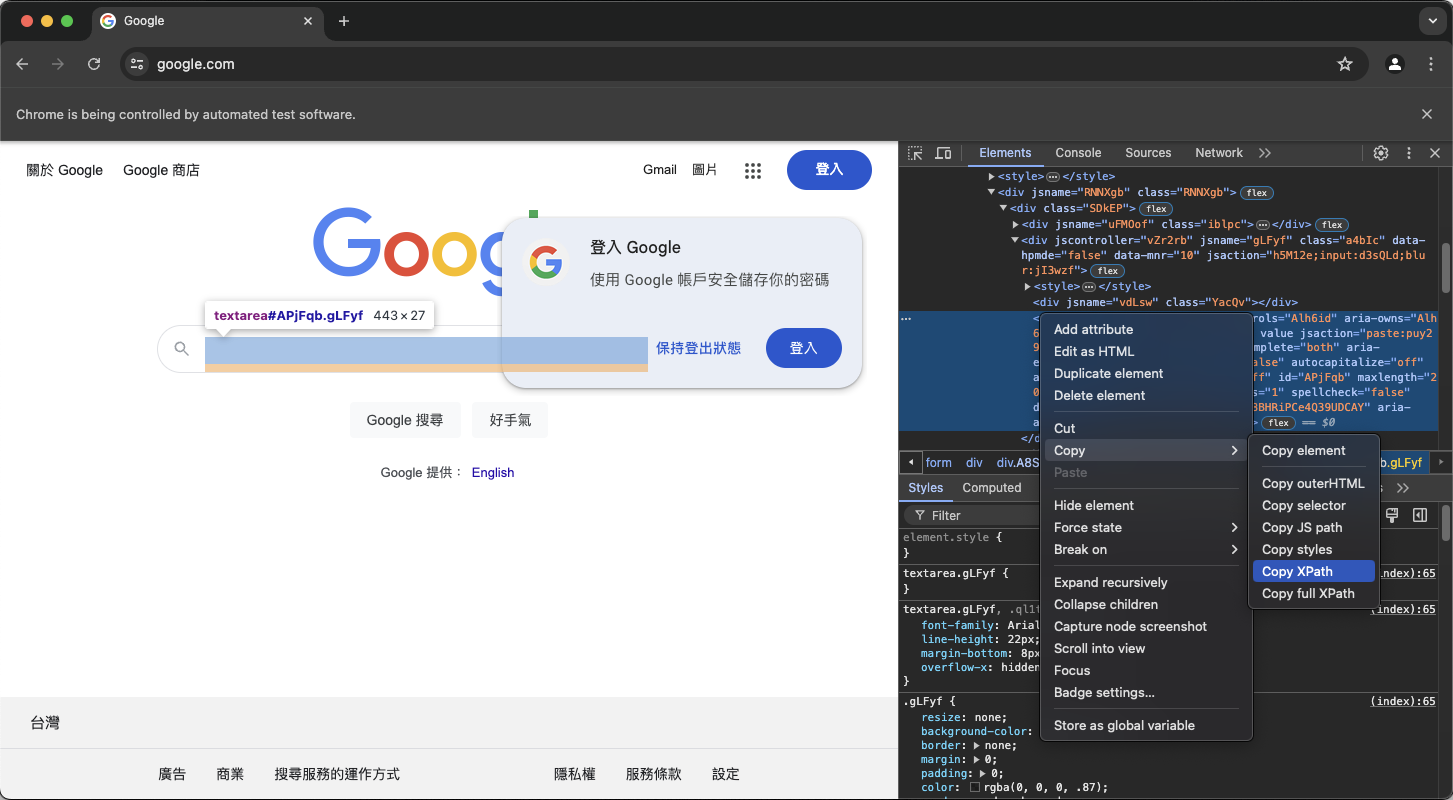 Google
google.com
Chrome is being controlled by automated test software.
關於 Google
Google 商店
Gmail
圖片
登入
Goog
登入 Google
使用 Google 帳戶安全儲存你的密碼
保持登出狀態
登入
textarea#APjFqb.gLFyf 443 × 27
Google 搜尋
好手氣
Google 提供： English
台灣
廣告
商業
搜尋服務的運作方式
隱私權
服務條款
設定
Elements
Console
Sources
Network
<style>…</style>
<div jsname="RNNXgb" class="RNNXgb"> flex
<div class="SDkEP"> flex
<div jsname="uFMOof" class="iblpc">…</div> flex
<div jscontroller="vZr2rb" jsname="gLFyf" class="a4bIc" data-
hpmde="false" data-mnr="10" jsaction="h5M12e;input:d3sQLd;blu
r:jI3wzf"> flex
<style>…</style>
<div jsname="vdLsw" class="YacQv"></div>
rols="Alh6id" aria-owns="Alh
value jsaction="paste:puy2
mplete="both" aria-
alse" autocapitalize="off"
ff" id="APjFqb" maxlength="2
s="1" spellcheck="false"
BHRiPCe4Q39UDCAY" aria-
flex == $0
</d
form
div
div.A8S
b.gLFyf
Styles
Computed
Filter
element.style {
}
textarea.gLFyf {
(index):65
}
textarea.gLFyf, .ql1t
(index):65
font-family: Arial
line-height: 22px;
margin-bottom: 8px
overflow-x: hidden
}
.gLFyf {
(index):65
resize: none;
background-color:
border: none;
margin: 0;
padding: 0;
color: rgba(0, 0, 0, .87);
Add attribute
Edit as HTML
Duplicate element
Delete element
Cut
Copy
Paste
Hide element
Force state
Break on
Expand recursively
Collapse children
Capture node screenshot
Scroll into view
Focus
Badge settings...
Store as global variable
Copy element
Copy outerHTML
Copy selector
Copy JS path
Copy styles
Copy XPath
Copy full XPath